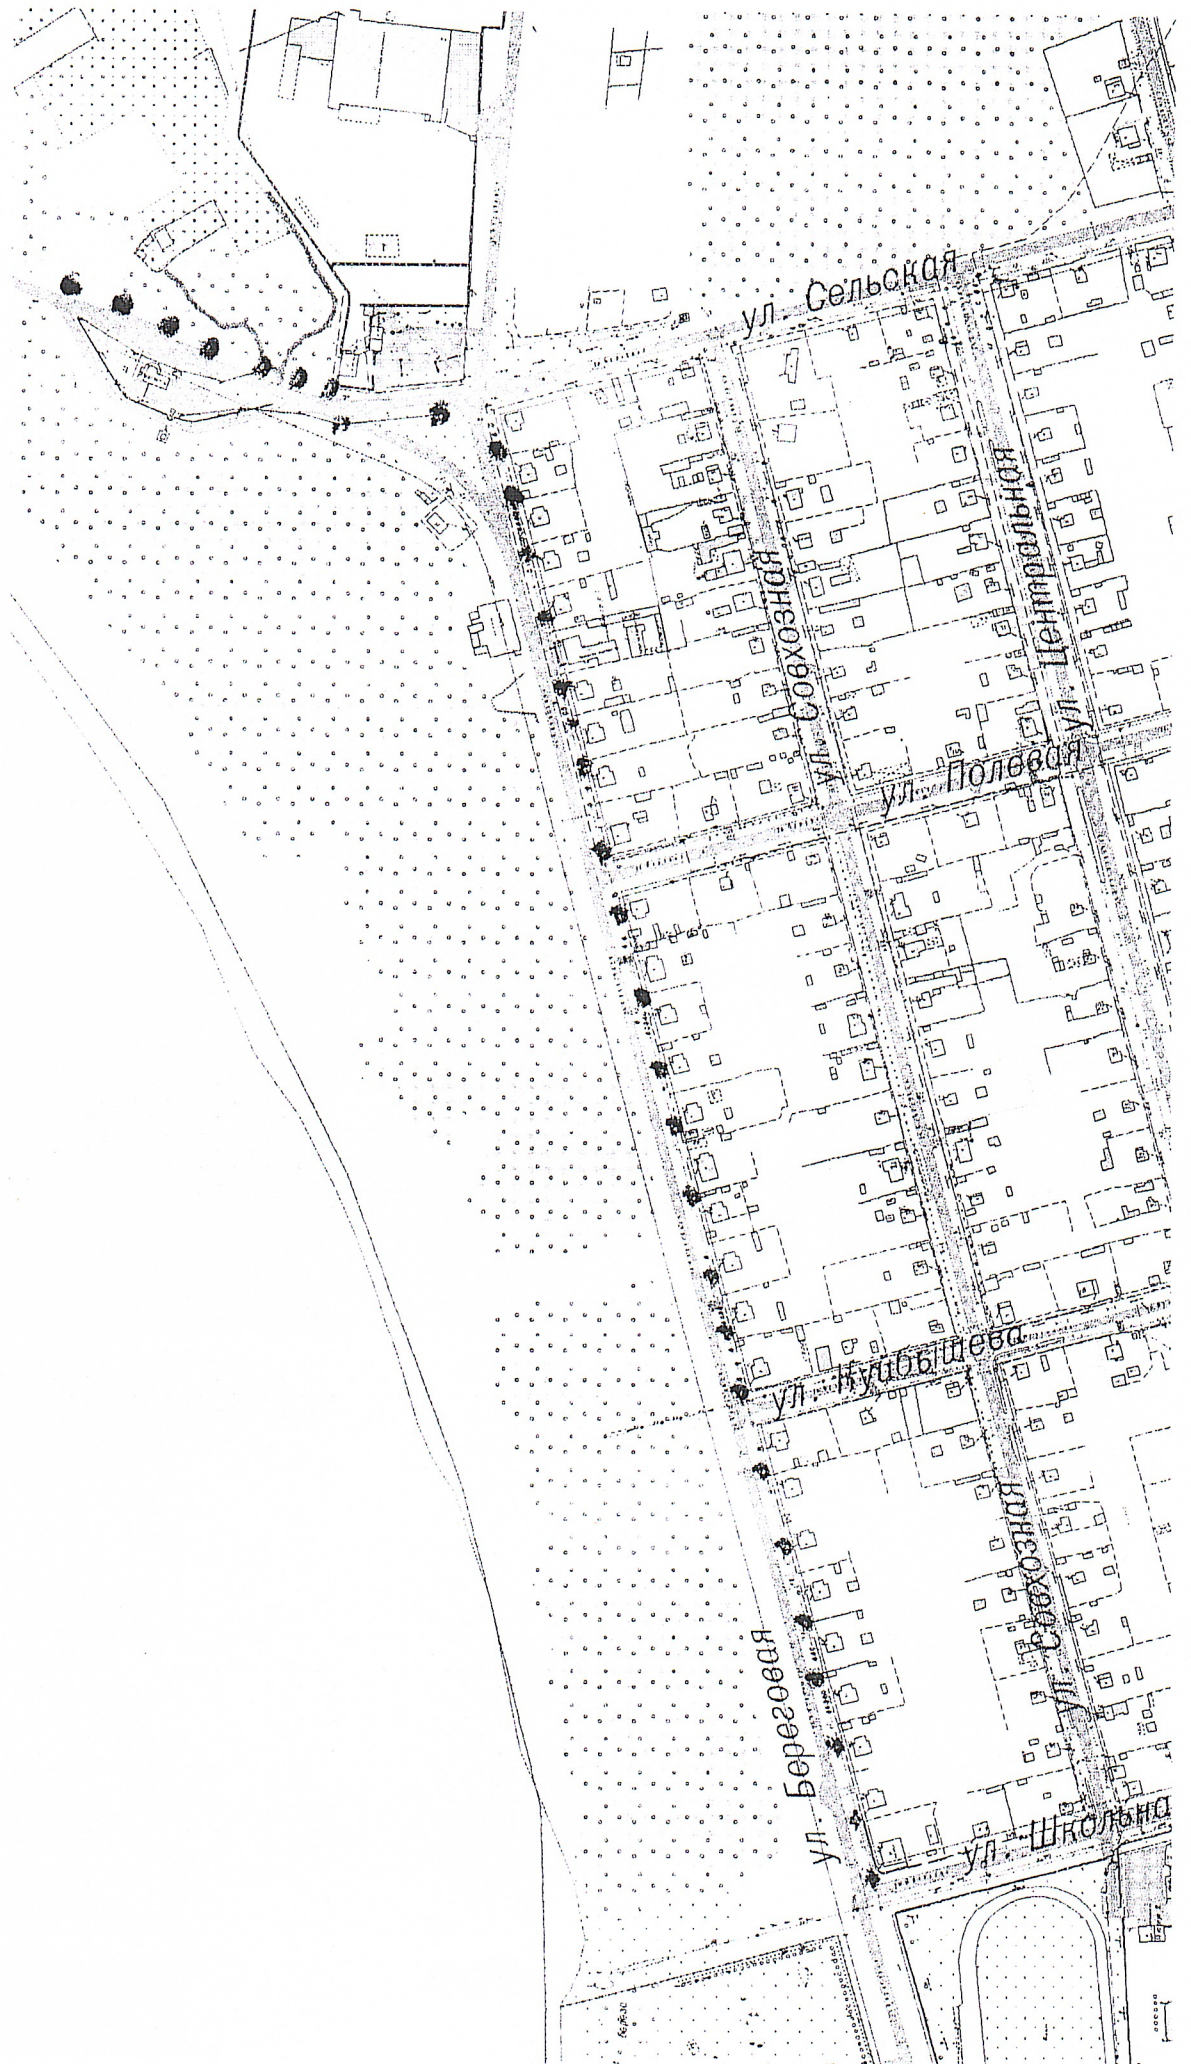 ул. Сельская
ул. Центральная
ул. Совхозная
ул. Полевая
ул. Куйбышева
ул. Совхозная
ул. Береговая
ул. Школьна